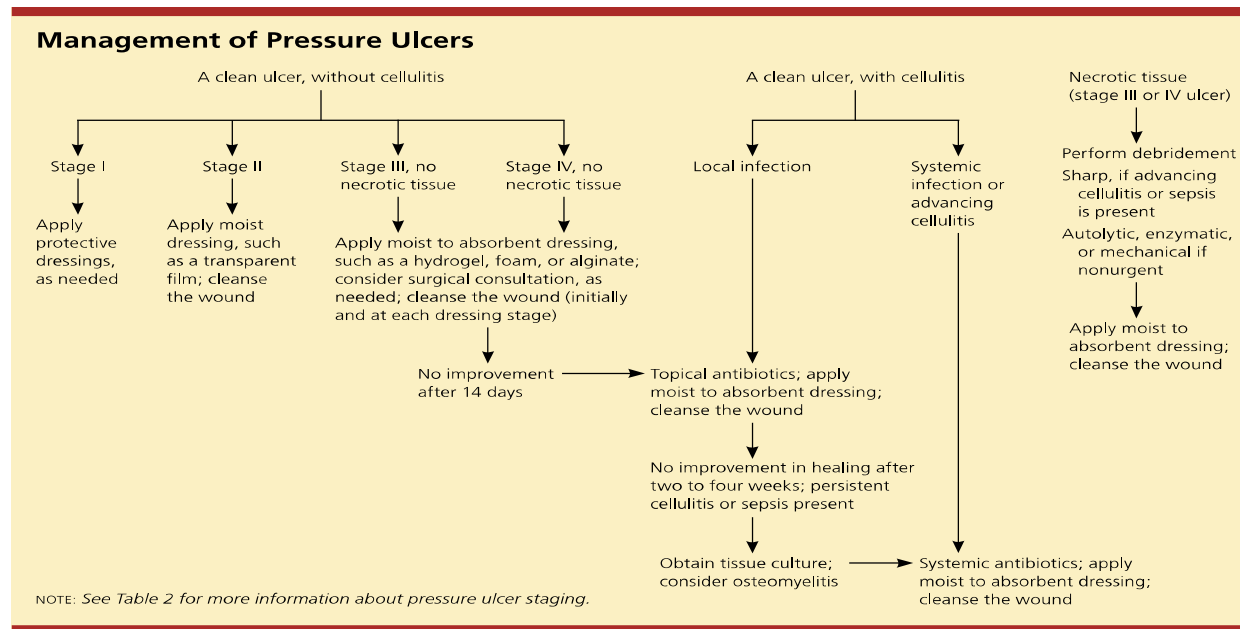 Management of Pressure Ulcers
A clean ulcer, without cellulitis
Stage I
Apply
protective
dressings,
as needed
Stage II
Apply moist
dressing, such
as a transparent
film; cleanse
the wound
Stage III, no
necrotic tissue
Stage IV, no
necrotic tissue
Apply moist to absorbent dressing,
such as a hydrogel, foam, or alginate;
consider surgical consultation, as
needed; cleanse the wound (initially
and at each dressing stage)
No improvement
after 14 days
A clean ulcer, with cellulitis
Local infection
Topical antibiotics; apply
moist to absorbent dressing;
cleanse the wound
No improvement in healing after
two to four weeks; persistent
cellulitis or sepsis present
Obtain tissue culture;
consider osteomyelitis
Systemic
infection or
advancing
cellulitis
Systemic antibiotics; apply
moist to absorbent dressing;
cleanse the wound
Necrotic tissue
(stage III or IV ulcer)
Perform debridement
Sharp, if advancing
cellulitis or sepsis
is present
Autolytic, enzymatic,
or mechanical if
nonurgent
Apply moist to
absorbent dressing;
cleanse the wound
NOTE: See Table 2 for more information about pressure ulcer staging.